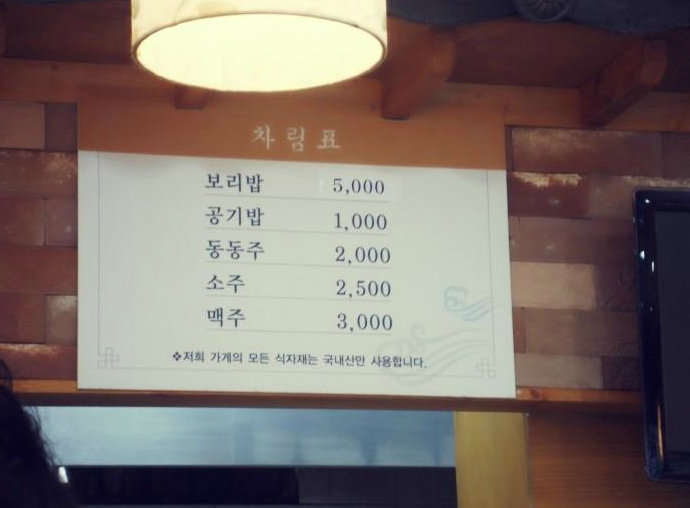 차림표
보리밥 5,000
공기밥 1,000
동동주 2,000
소주 2,500
맥주 3,000
❖저희 가게의 모든 식자재는 국내산만 사용합니다.